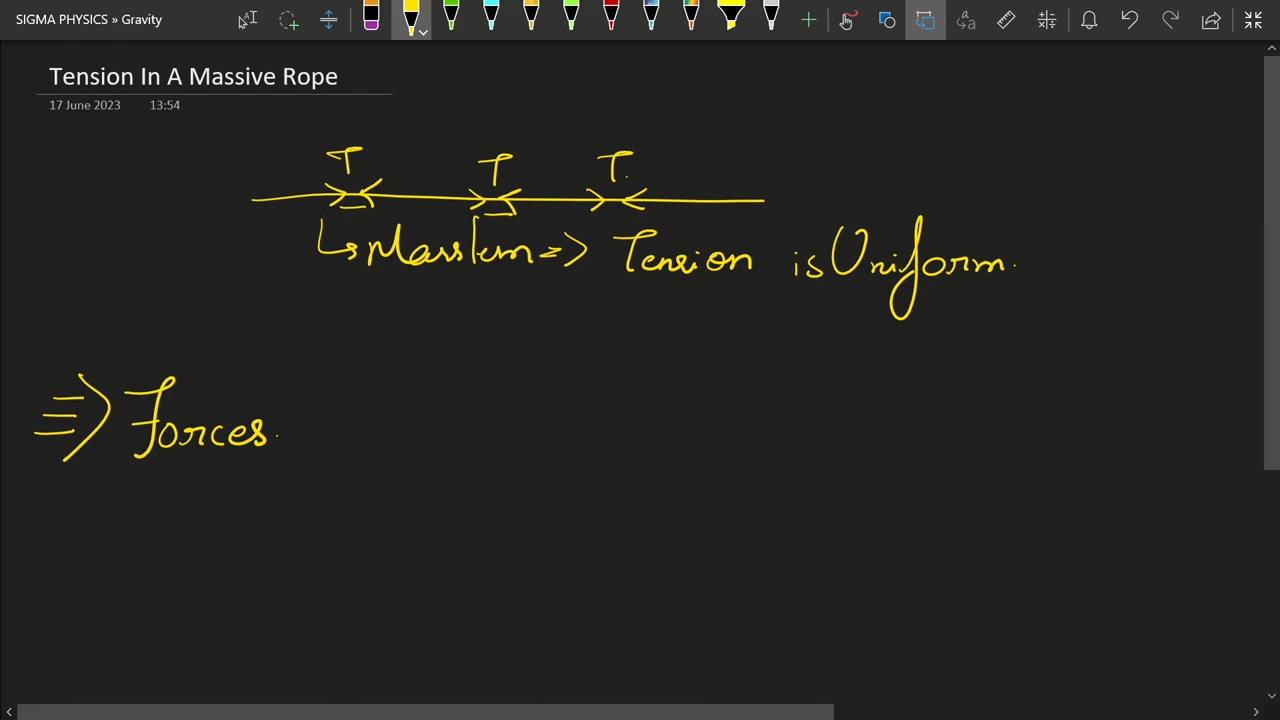 SIGMA PHYSICS » Gravity
Tension In A Massive Rope
17 June 2023 13:54
T T T
↳ Massless => Tension is Uniform.
=> Forces.